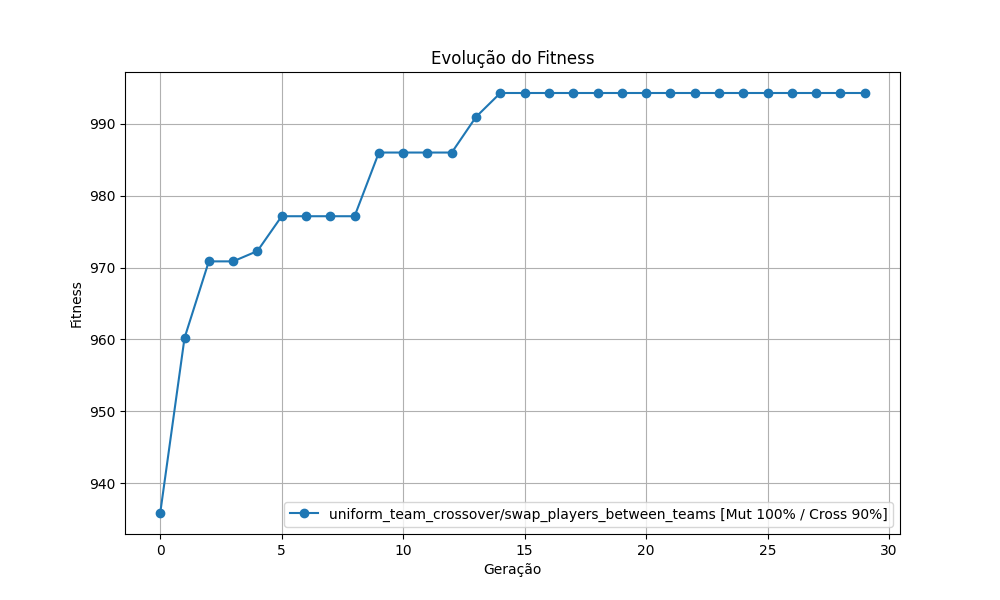 Evolução do Fitness
Fitness
990
980
970
960
950
940
uniform_team_crossover/swap_players_between_teams [Mut 100% / Cross 90%]
0 5 10 15 20 25 30
Geração